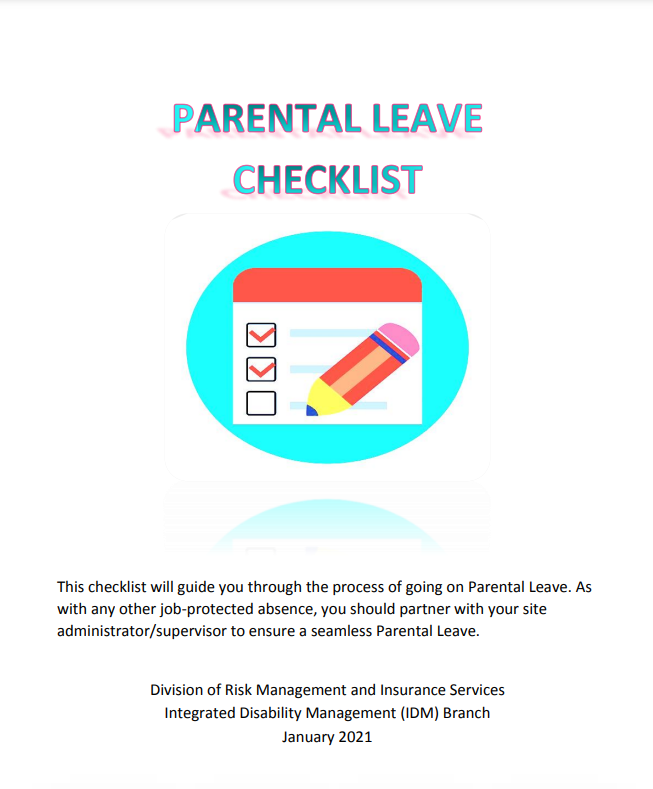 PARENTAL LEAVE
CHECKLIST
This checklist will guide you through the process of going on Parental Leave. As
with any other job-protected absence, you should partner with your site
administrator/supervisor to ensure a seamless Parental Leave.
Division of Risk Management and Insurance Services
Integrated Disability Management (IDM) Branch
January 2021